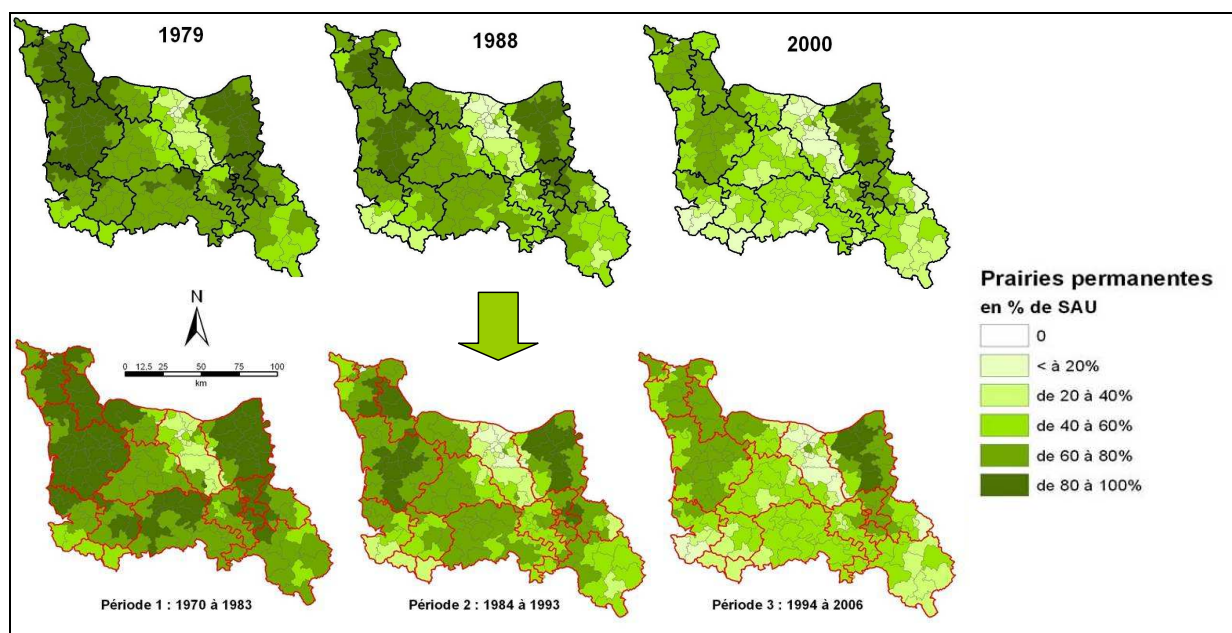 1979
1988
2000
Prairies permanentes
en % de SAU
0
< à 20%
de 20 à 40%
de 40 à 60%
de 60 à 80%
de 80 à 100%
N
0 12.5 25 50 75 100
km
Période 1 : 1970 à 1983
Période 2 : 1984 à 1993
Période 3 : 1994 à 2006